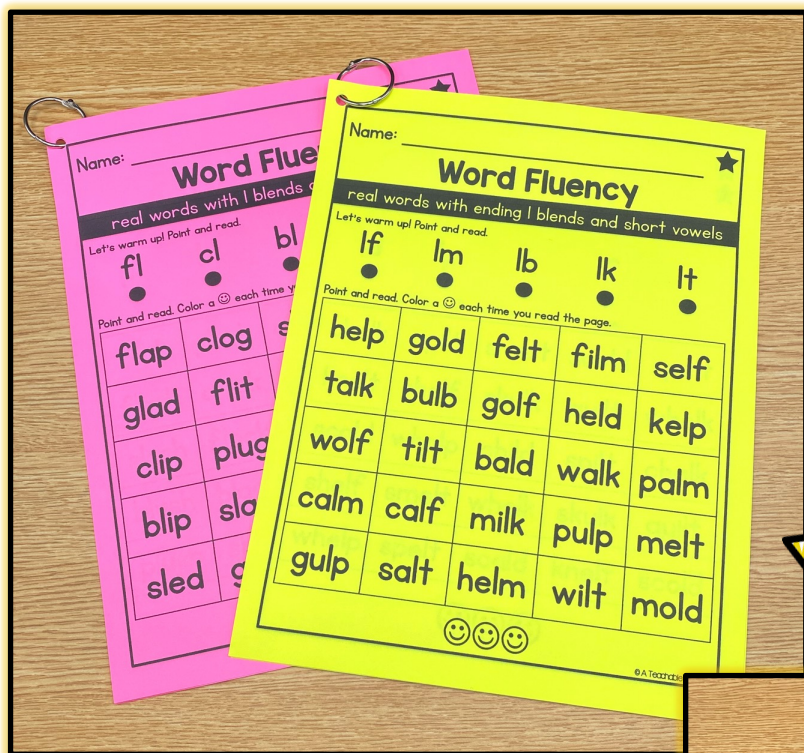 Name:
Word
real words with l blends
Let's warm up! Point and read.
fl cl bl
Point and read. Color a each time
flap clog
glad flit
clip plug
blip
sled
Name:
Word Fluency
real words with ending l blends and short vowels
Let's warm up! Point and read.
lf lm lb lk lt
Point and read. Color a ☺ each time you read the page.
help gold felt film self
talk bulb golf held kelp
wolf tilt bald walk palm
calm calf milk pulp melt
gulp salt helm wilt mold
© A Teachable